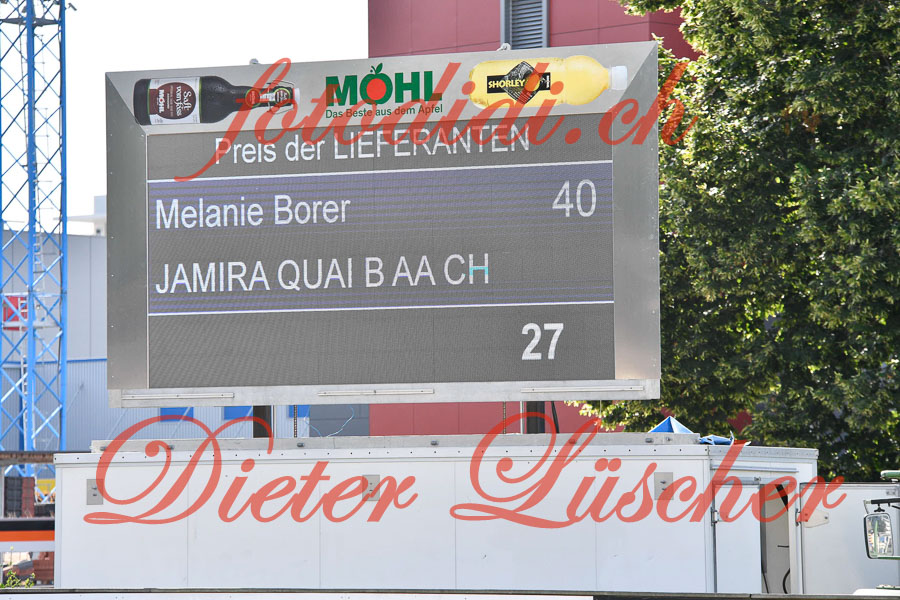 Saft vom Fass
MÖHL
MÖHL
Das Beste aus dem Apfel
SHORLEY
fotodidi.ch
Preis der LIEFERANTEN
Melanie Borer 40
JAMIRA QUAI B AA CH
27
Dieter Lüscher